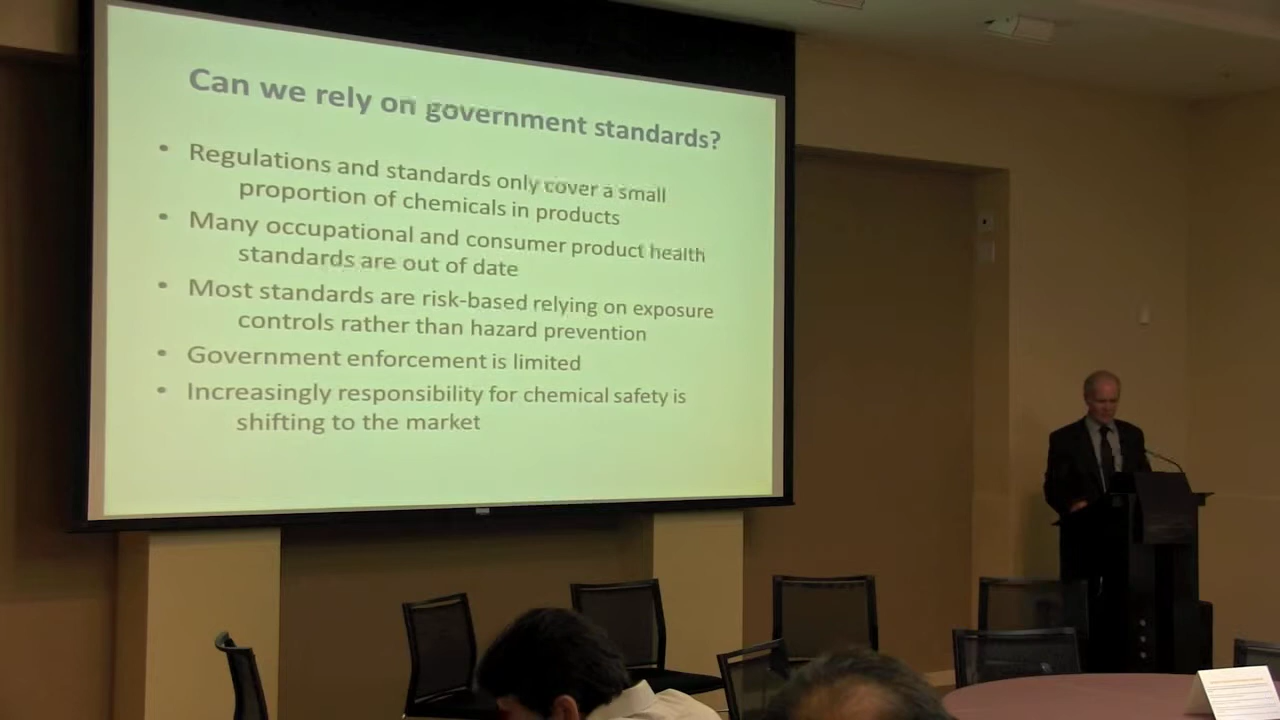 Can we rely on government standards?
• Regulations and standards only cover a small
proportion of chemicals in products
• Many occupational and consumer product health
standards are out of date
• Most standards are risk-based relying on exposure
controls rather than hazard prevention
• Government enforcement is limited
• Increasingly responsibility for chemical safety is
shifting to the market